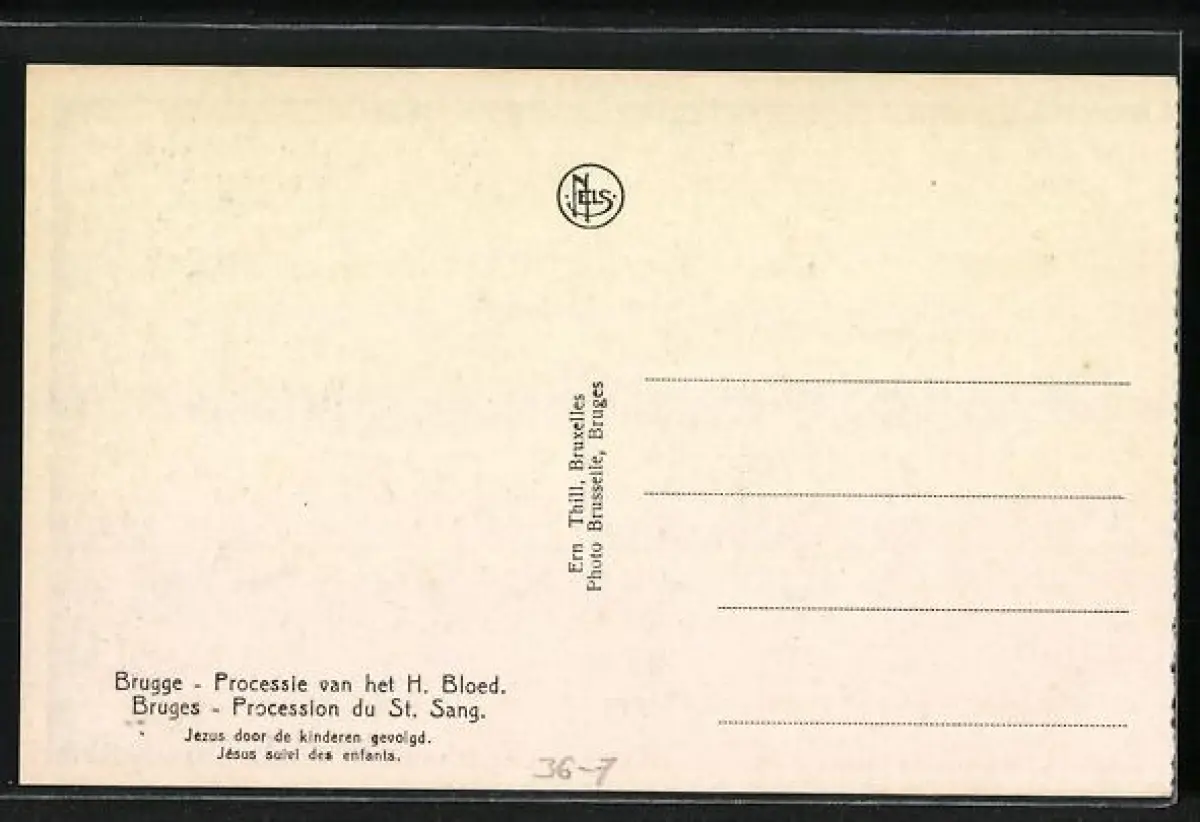 NELS
Ern Thill, Bruxelles
Photo Brusselle, Bruges
Brugge - Processie van het H. Bloed.
Bruges - Procession du St. Sang.
Jezus door de kinderen gevolgd.
Jésus suivi des enfants.
36-7